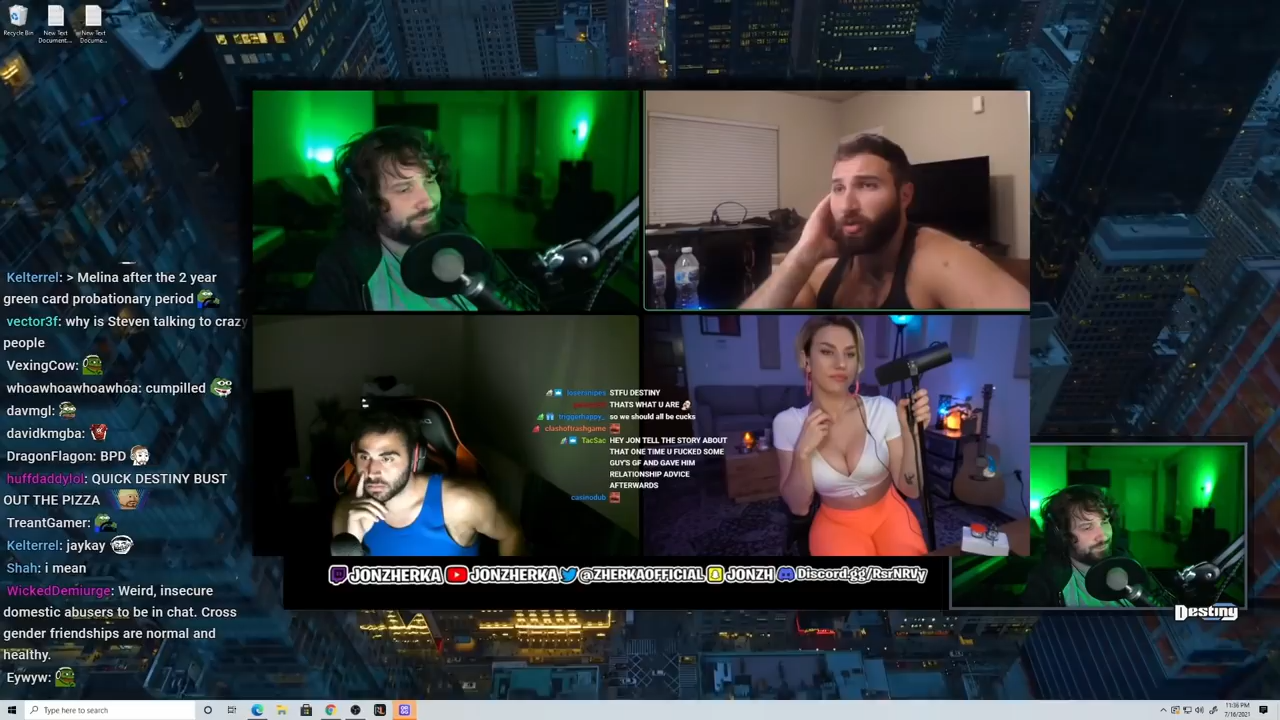 Recycle Bin
New Text
Document...
New Text
Docume...
Kelterrel: > Melina after the 2 year
green card probationary period
vector3f: why is Steven talking to crazy
people
VexingCow:
whoawhoawhoawhoa: cumpilled
davmgl:
davidkmgba:
DragonFlagon: BPD
huffdaddylol: QUICK DESTINY BUST
OUT THE PIZZA
TreantGamer:
Kelterrel: jaykay
Shah: i mean
WickedDemiurge: Weird, insecure
domestic abusers to be in chat. Cross
gender friendships are normal and
healthy.
Eywyw:
STFU DESTINY
THATS WHAT U ARE
triggerhappy_ so we should all be cucks
clashoftrashgame
TacSac HEY JON TELL THE STORY ABOUT
THAT ONE TIME U FUCKED SOME
GUY'S GF AND GAVE HIM
RELATIONSHIP ADVICE
AFTERWARDS
casinodub
JONZHERKA JONZHERKA @ZHERKAOFFICIAL JONZH Discord.gg/RsrNRVy
Destiny
Type here to search
11:36 PM
7/16/2021